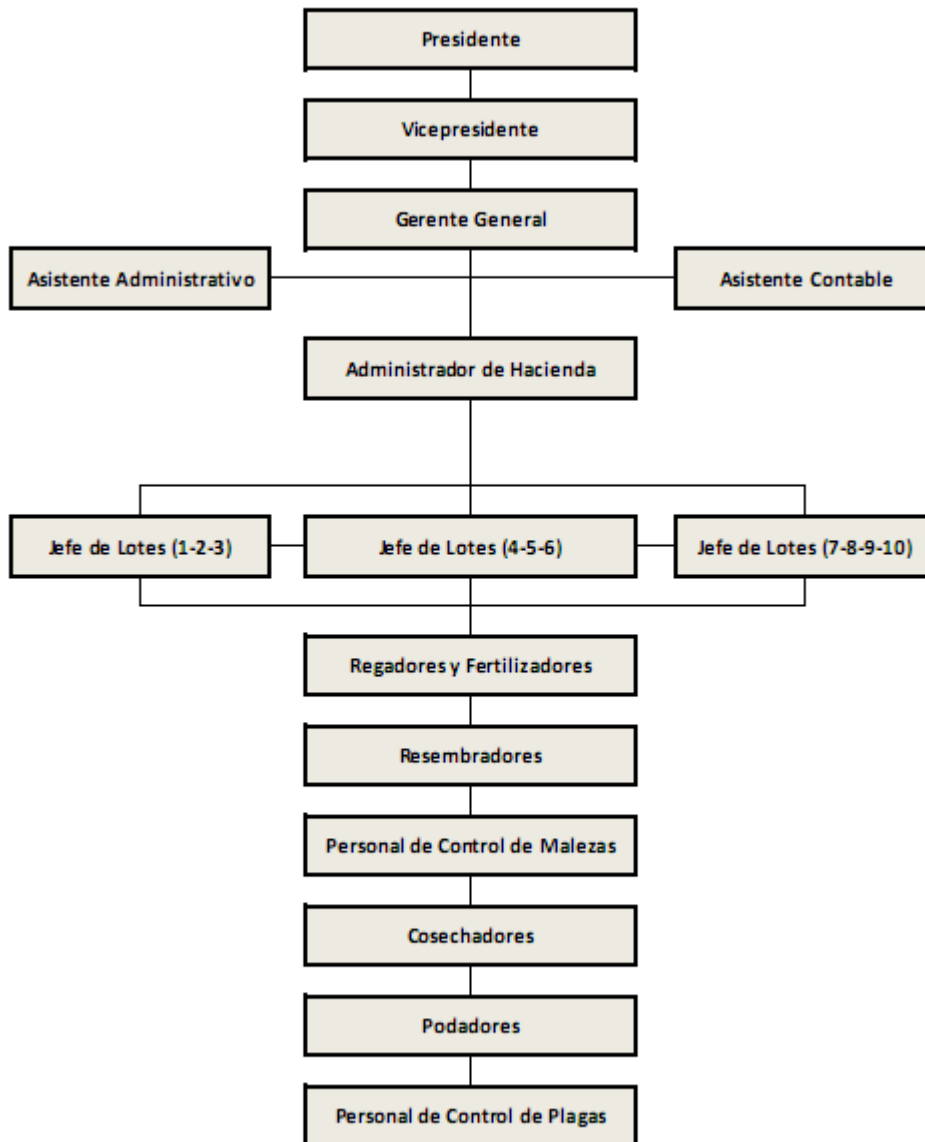 Presidente
Vicepresidente
Gerente General
Asistente Administrativo
Asistente Contable
Administrador de Hacienda
Jefe de Lotes (1-2-3)
Jefe de Lotes (4-5-6)
Jefe de Lotes (7-8-9-10)
Regadores y Fertilizadores
Resembradores
Personal de Control de Malezas
Cosechadores
Podadores
Personal de Control de Plagas